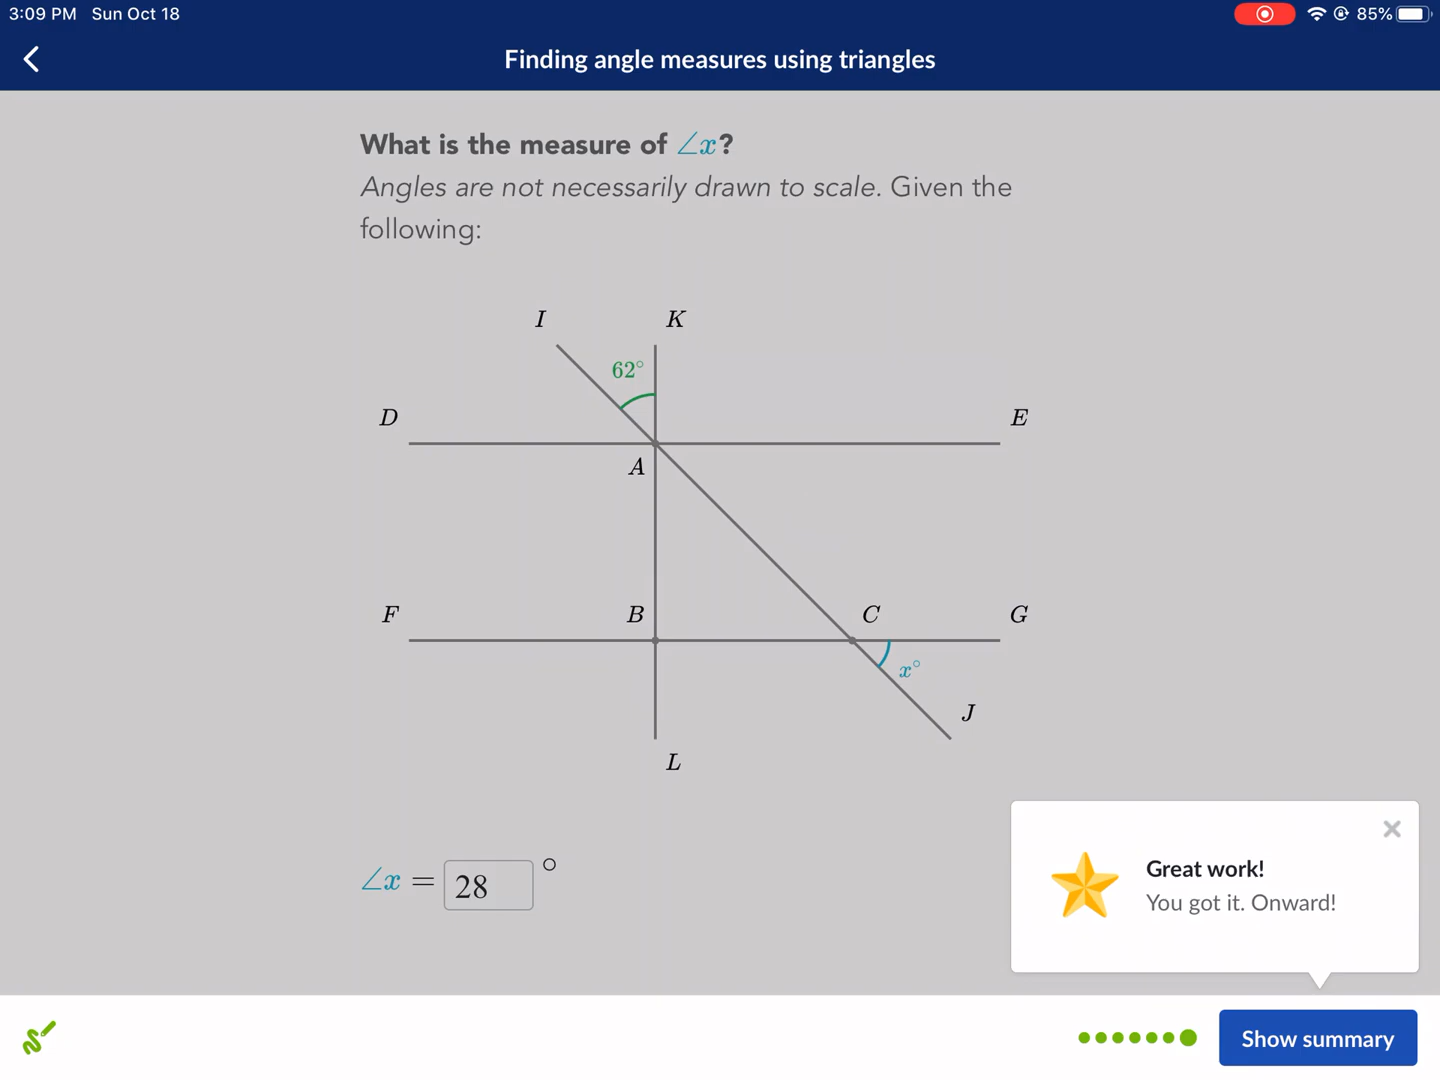 3:09 PM Sun Oct 18
85%
Finding angle measures using triangles
What is the measure of ∠x?
Angles are not necessarily drawn to scale. Given the
following:
I
K
62°
D
E
A
F
B
C
G
x°
J
L
∠x = 28 °
Great work!
You got it. Onward!
Show summary